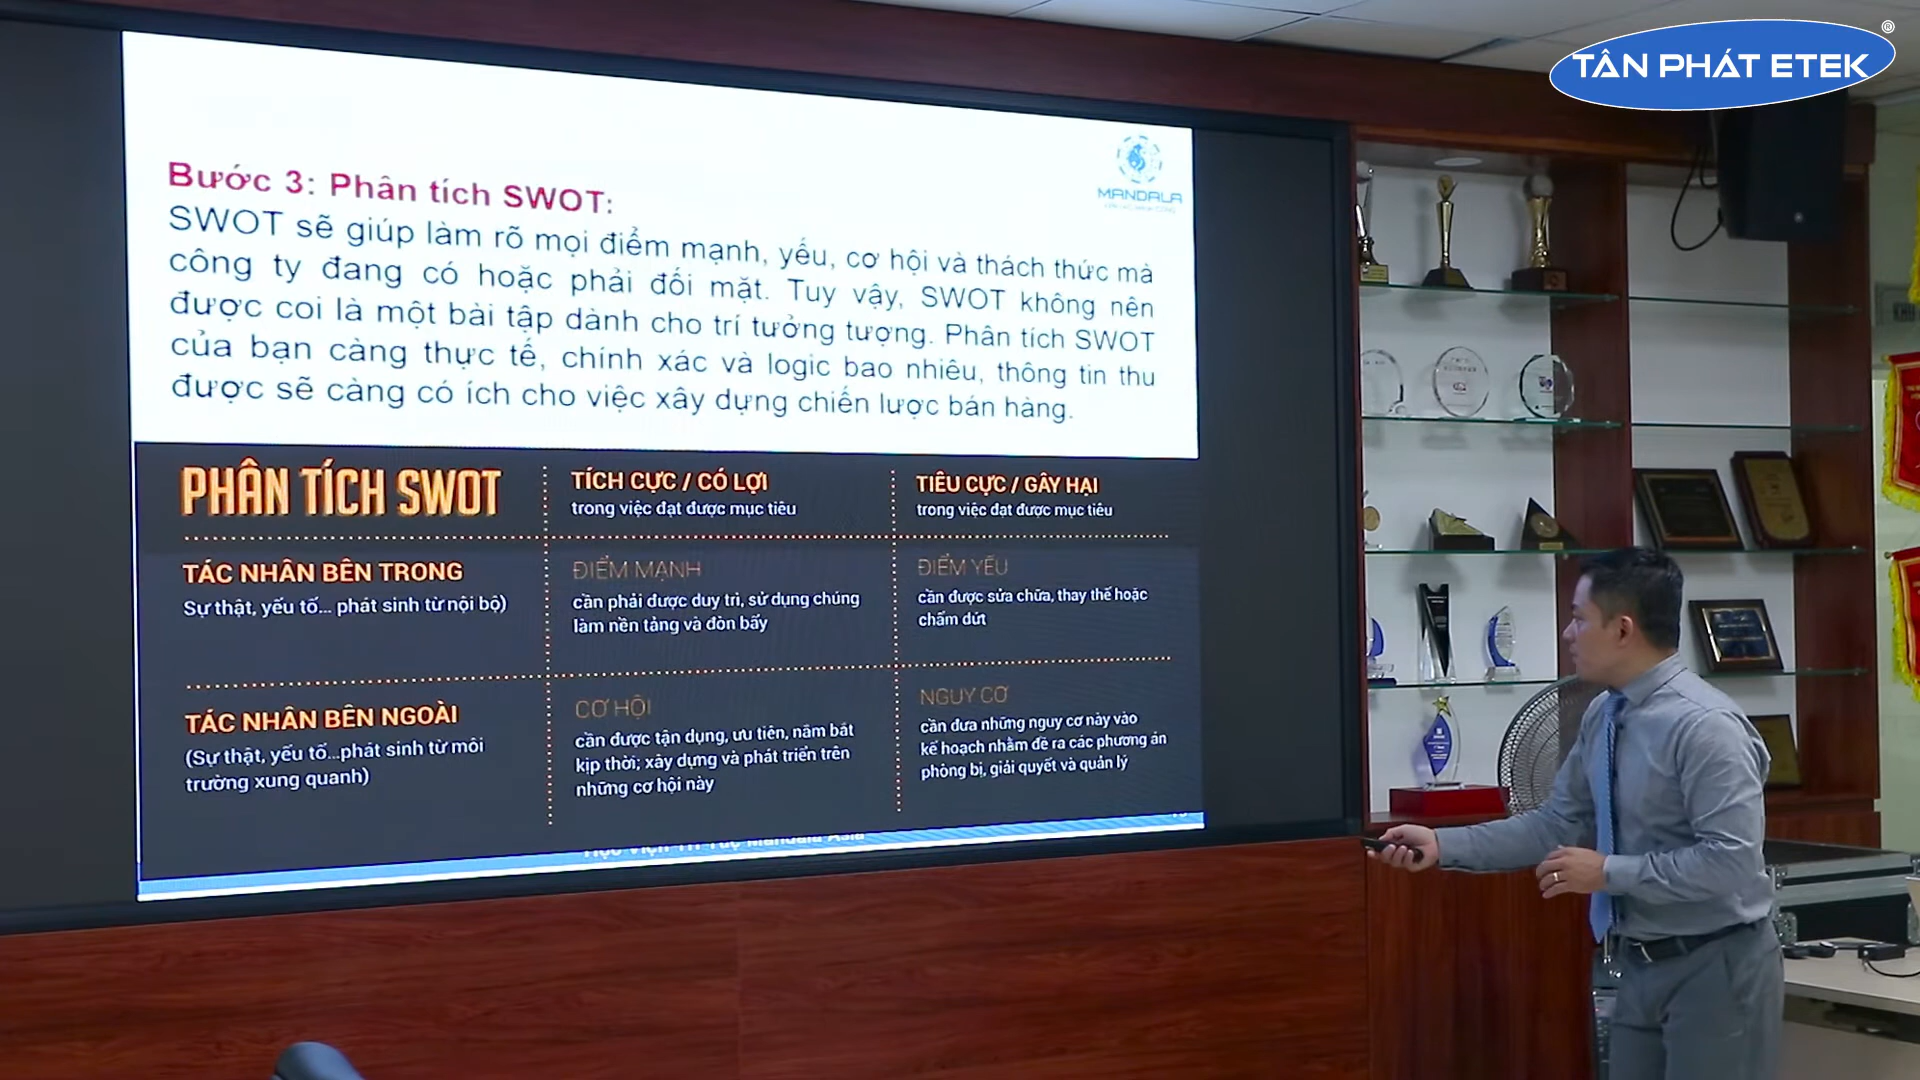 TÂN PHÁT ETEK
®
MANDALA
Bước 3: Phân tích SWOT:
SWOT sẽ giúp làm rõ mọi điểm mạnh, yếu, cơ hội và thách thức mà
công ty đang có hoặc phải đối mặt. Tuy vậy, SWOT không nên
được coi là một bài tập dành cho trí tưởng tượng. Phân tích SWOT
của bạn càng thực tế, chính xác và logic bao nhiêu, thông tin thu
được sẽ càng có ích cho việc xây dựng chiến lược bán hàng.
PHÂN TÍCH SWOT
TÍCH CỰC / CÓ LỢI
trong việc đạt được mục tiêu
TIÊU CỰC / GÂY HẠI
trong việc đạt được mục tiêu
TÁC NHÂN BÊN TRONG
Sự thật, yếu tố... phát sinh từ nội bộ)
ĐIỂM MẠNH
cần phải được duy trì, sử dụng chúng
làm nền tảng và đòn bẩy
ĐIỂM YẾU
cần được sửa chữa, thay thế hoặc
chấm dứt
TÁC NHÂN BÊN NGOÀI
(Sự thật, yếu tố...phát sinh từ môi
trường xung quanh)
CƠ HỘI
cần được tận dụng, ưu tiên, nắm bắt
kịp thời; xây dựng và phát triển trên
những cơ hội này
NGUY CƠ
cần đưa những nguy cơ này vào
kế hoạch nhằm đề ra các phương án
phòng bị, giải quyết và quản lý
Mandala Asia